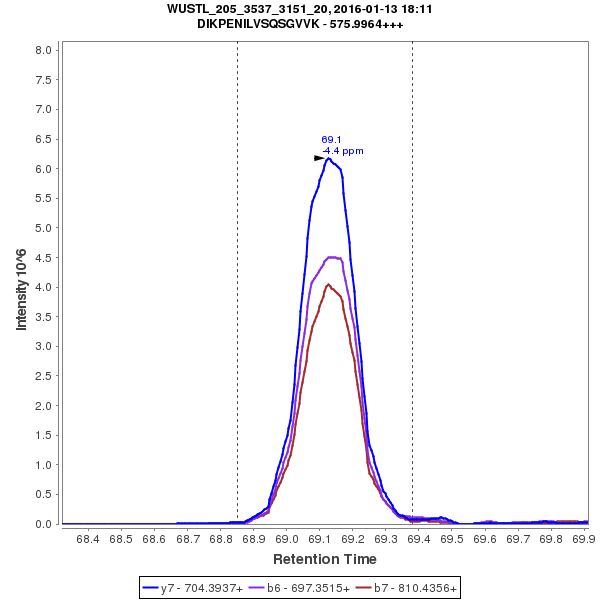 WUSTL_205_3537_3151_20, 2016-01-13 18:11
DIKPENILVSQSGVVK - 575.9964+++
8.0
7.5
7.0
6.5
6.0
5.5
5.0
4.5
4.0
3.5
3.0
2.5
2.0
1.5
1.0
0.5
0.0
Intensity 10^6
69.1
-4.4 ppm
68.4 68.5 68.6 68.7 68.8 68.9 69.0 69.1 69.2 69.3 69.4 69.5 69.6 69.7 69.8 69.9
Retention Time
y7 - 704.3937+ b6 - 697.3515+ b7 - 810.4356+